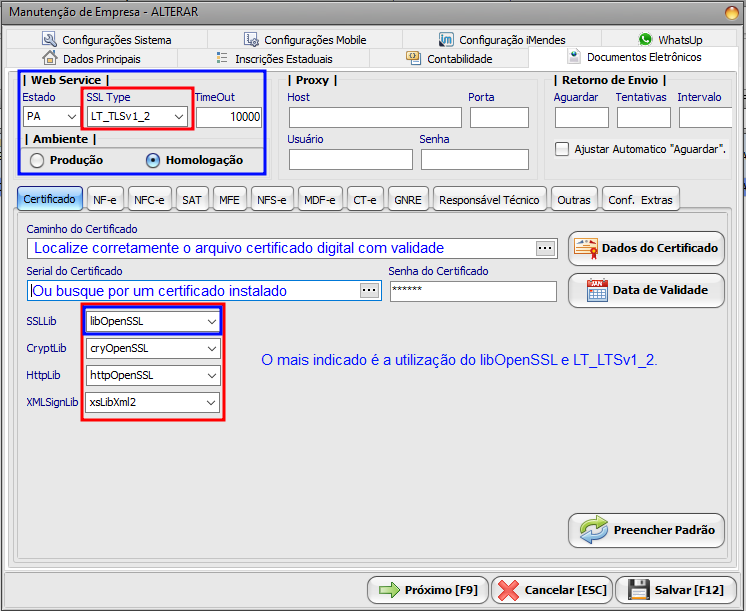 Manutenção de Empresa - ALTERAR
Configurações Sistema
Configurações Mobile
Configuração iMendes
WhatsUp
Dados Principais
Inscrições Estaduais
Contabilidade
Documentos Eletrônicos
| Web Service |
| Proxy |
| Retorno de Envio |
Estado
SSL Type
TimeOut
Host
Porta
Aguardar
Tentativas
Intervalo
PA
LT_TLSv1_2
10000
| Ambiente |
Usuário
Senha
Ajustar Automatico "Aguardar".
Produção
Homologação
Certificado
NF-e
NFC-e
SAT
MFE
NFS-e
MDF-e
CT-e
GNRE
Responsável Técnico
Outras
Conf. Extras
Caminho do Certificado
Localize corretamente o arquivo certificado digital com validade
...
Dados do Certificado
Serial do Certificado
Senha do Certificado
Ou busque por um certificado instalado
...
******
JAN
Data de Validade
SSLLib
libOpenSSL
CryptLib
cryOpenSSL
O mais indicado é a utilização do libOpenSSL e LT_LTSv1_2.
HttpLib
httpOpenSSL
XMLSignLib
xsLibXml2
Preencher Padrão
Próximo [F9]
Cancelar [ESC]
Salvar [F12]